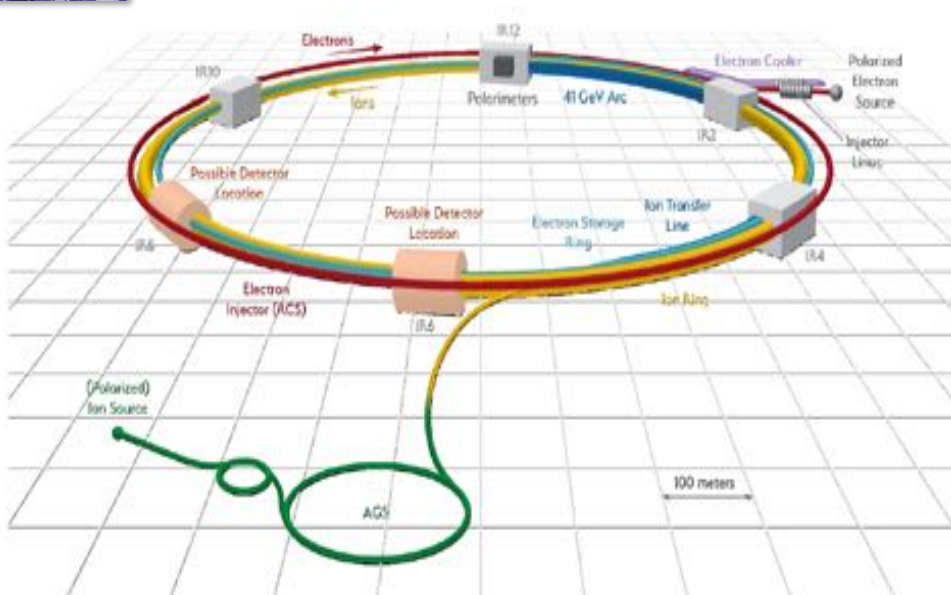 IR12
Electrons
Electron Cooler
Polarized
Electron
Source
IR10
Ions
Polarimeters
41 GeV Arc
IR2
Injector
Linac
Possible Detector
Location
Possible Detector
Location
Ion Transfer
Line
Electron Storage
Ring
IR8
IR4
Electron
Injector (RCS)
Ion Ring
IR6
(Polarized)
Ion Source
100 meters
AGS